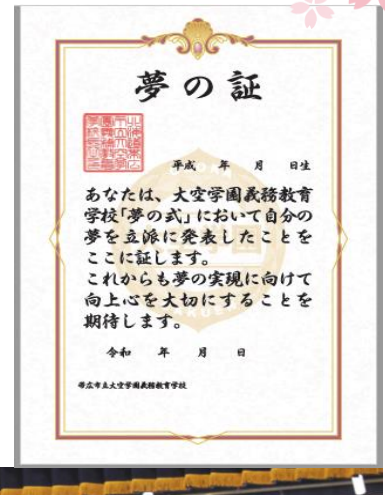 夢の証
平成 年 月 日生
あなたは、大空学園義務教育
学校「夢の式」において自分の
夢を立派に発表したことを
ここに証します。
これからも夢の実現に向けて
向上心を大切にすることを
期待します。
令和 年 月 日
帯広市立大空学園義務教育学校